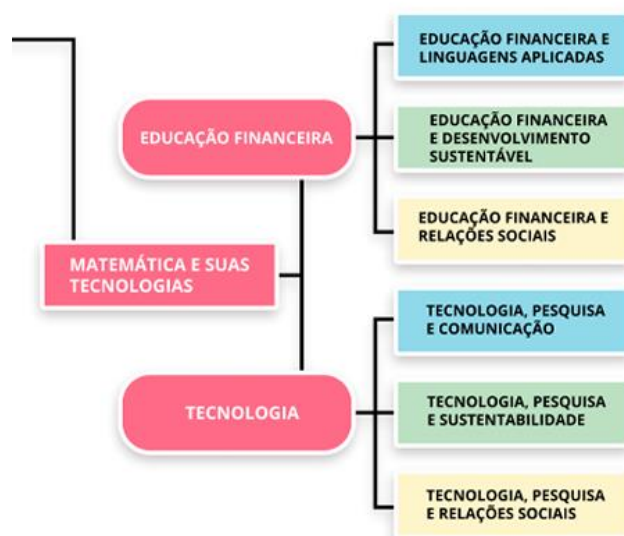 EDUCAÇÃO FINANCEIRA E
LINGUAGENS APLICADAS
EDUCAÇÃO FINANCEIRA
EDUCAÇÃO FINANCEIRA
E DESENVOLVIMENTO
SUSTENTÁVEL
EDUCAÇÃO FINANCEIRA E
RELAÇÕES SOCIAIS
MATEMÁTICA E SUAS
TECNOLOGIAS
TECNOLOGIA, PESQUISA
E COMUNICAÇÃO
TECNOLOGIA
TECNOLOGIA, PESQUISA
E SUSTENTABILIDADE
TECNOLOGIA, PESQUISA
E RELAÇÕES SOCIAIS